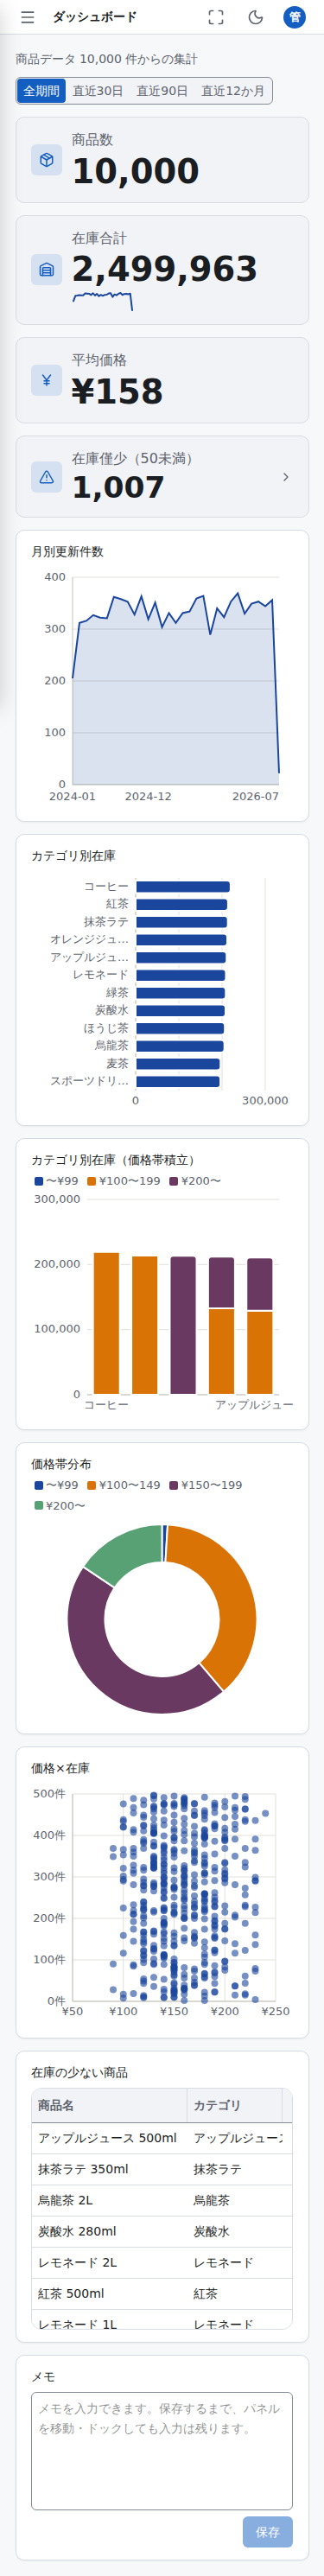 ダッシュボード
管
商品データ 10,000 件からの集計
全期間 直近30日 直近90日 直近12か月
商品数
10,000
在庫合計
2,499,963
平均価格
¥158
在庫僅少（50未満）
1,007
月別更新件数
400
300
200
100
0
2024-01 2024-12 2026-07
カテゴリ別在庫
コーヒー
紅茶
抹茶ラテ
オレンジジュ…
アップルジュ…
レモネード
緑茶
炭酸水
ほうじ茶
烏龍茶
麦茶
スポーツドリ…
0 300,000
カテゴリ別在庫（価格帯積立）
〜¥99 ¥100〜199 ¥200〜
300,000
200,000
100,000
0
コーヒー アップルジュー
価格帯分布
〜¥99 ¥100〜149 ¥150〜199
¥200〜
価格×在庫
500件
400件
300件
200件
100件
0件
¥50 ¥100 ¥150 ¥200 ¥250
在庫の少ない商品
商品名 カテゴリ
アップルジュース 500ml アップルジュース
抹茶ラテ 350ml 抹茶ラテ
烏龍茶 2L 烏龍茶
炭酸水 280ml 炭酸水
レモネード 2L レモネード
紅茶 500ml 紅茶
レモネード 1L レモネード
メモ
メモを入力できます。保存するまで、パネル
を移動・ドックしても入力は残ります。
保存